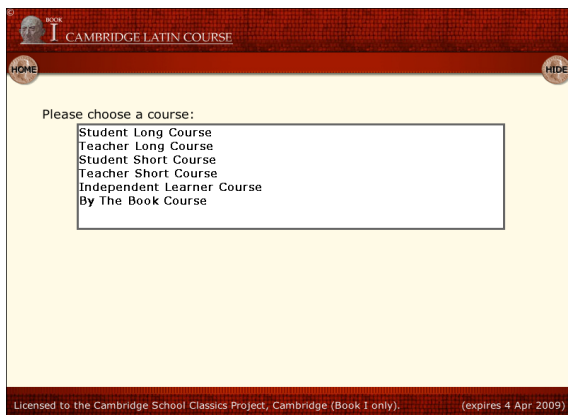 ©
BOOK
I CAMBRIDGE LATIN COURSE
HOME
HIDE
Please choose a course:
Student Long Course
Teacher Long Course
Student Short Course
Teacher Short Course
Independent Learner Course
By The Book Course
Licensed to the Cambridge School Classics Project, Cambridge (Book I only). (expires 4 Apr 2009)